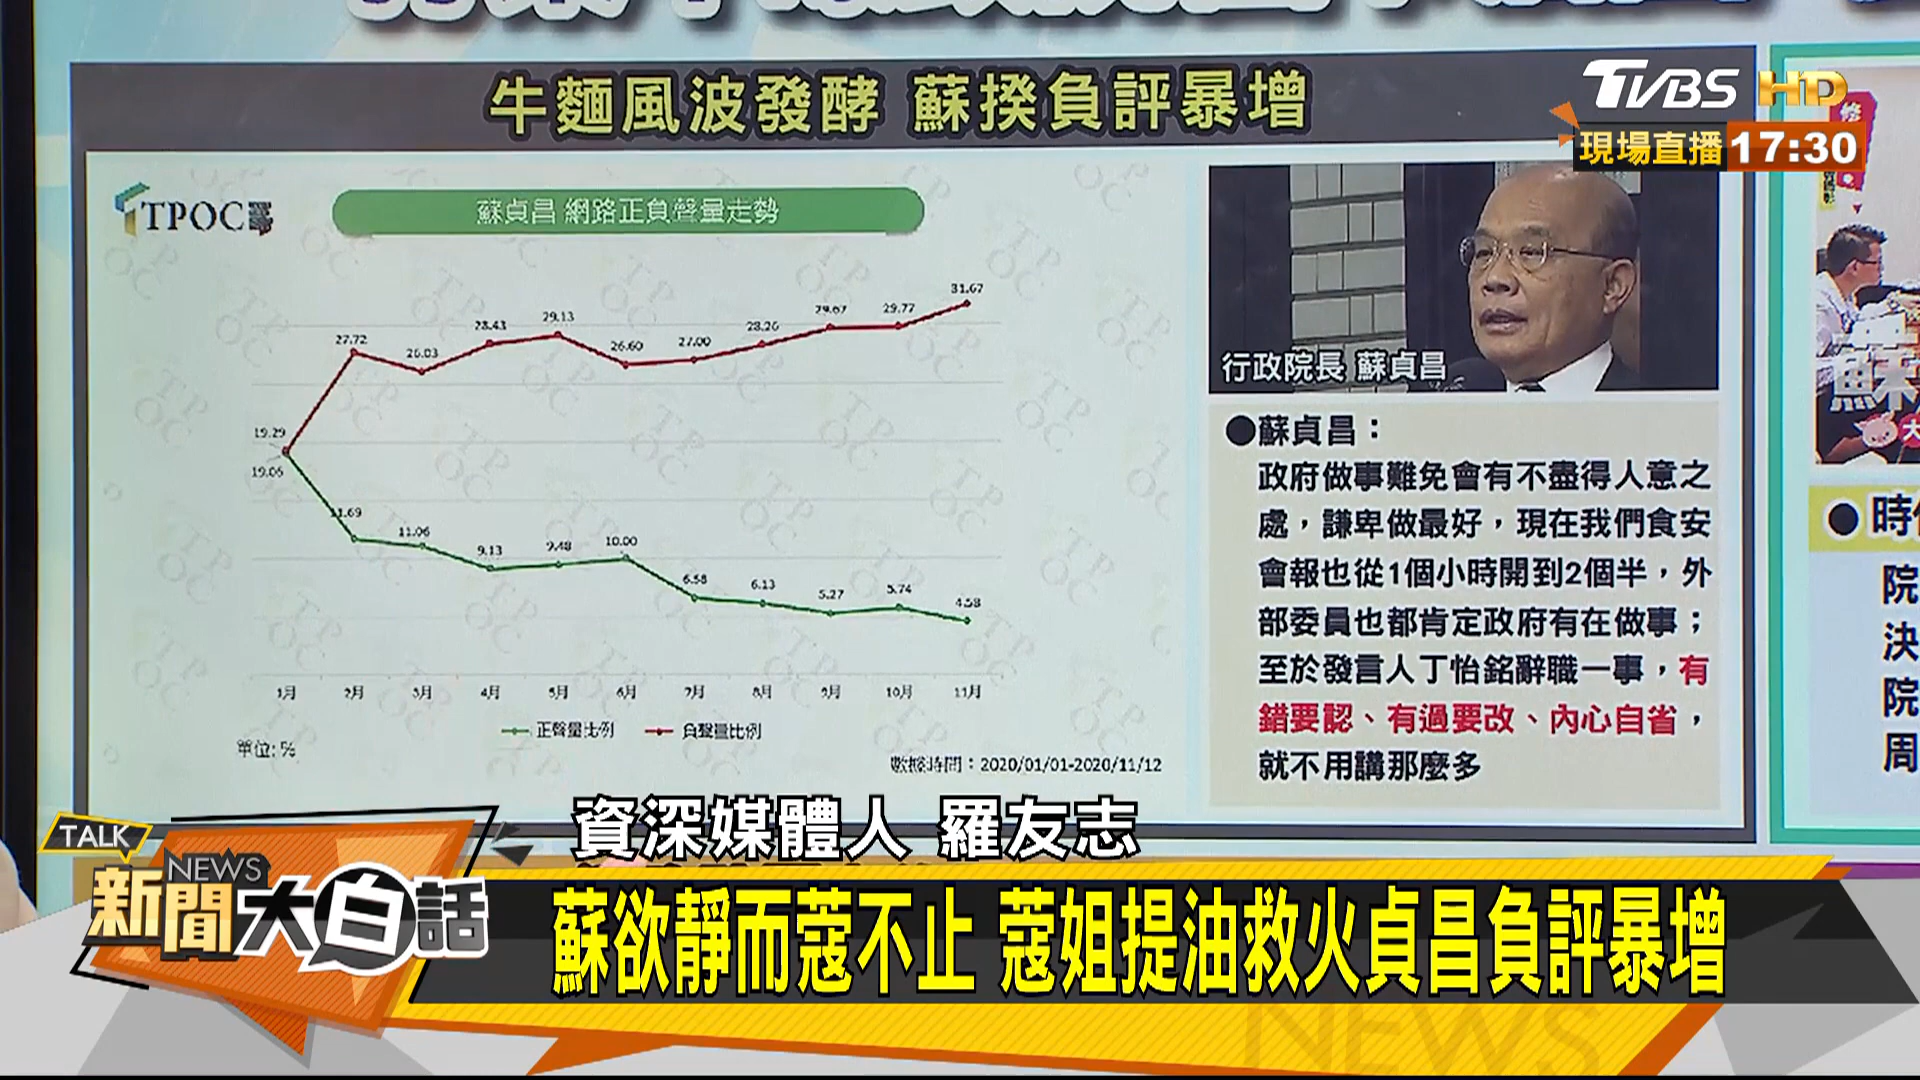 牛麵風波發酵 蘇揆負評暴增
TVBS HD
現場直播 17:30
TPOC
蘇貞昌 網路正負聲量走勢
31.67
29.67
29.77
28.43
29.13
28.26
27.72
26.03
26.60
27.00
19.29
19.06
11.69
11.06
9.13
9.48
10.00
6.58
6.13
5.27
5.74
4.58
1月 2月 3月 4月 5月 6月 7月 8月 9月 10月 11月
正聲量比例 負聲量比例
單位: %
數據時間：2020/01/01-2020/11/12
行政院長 蘇貞昌
●蘇貞昌：
政府做事難免會有不盡得人意之
處，謙卑做最好，現在我們食安
會報也從1個小時開到2個半，外
部委員也都肯定政府有在做事；
至於發言人丁怡銘辭職一事，有
錯要認、有過要改、內心自省，
就不用講那麼多
● 時
院
決
院
周
資深媒體人 羅友志
TALK
NEWS
新聞大白話
蘇欲靜而蔻不止 蔻姐提油救火貞昌負評暴增
NEWS